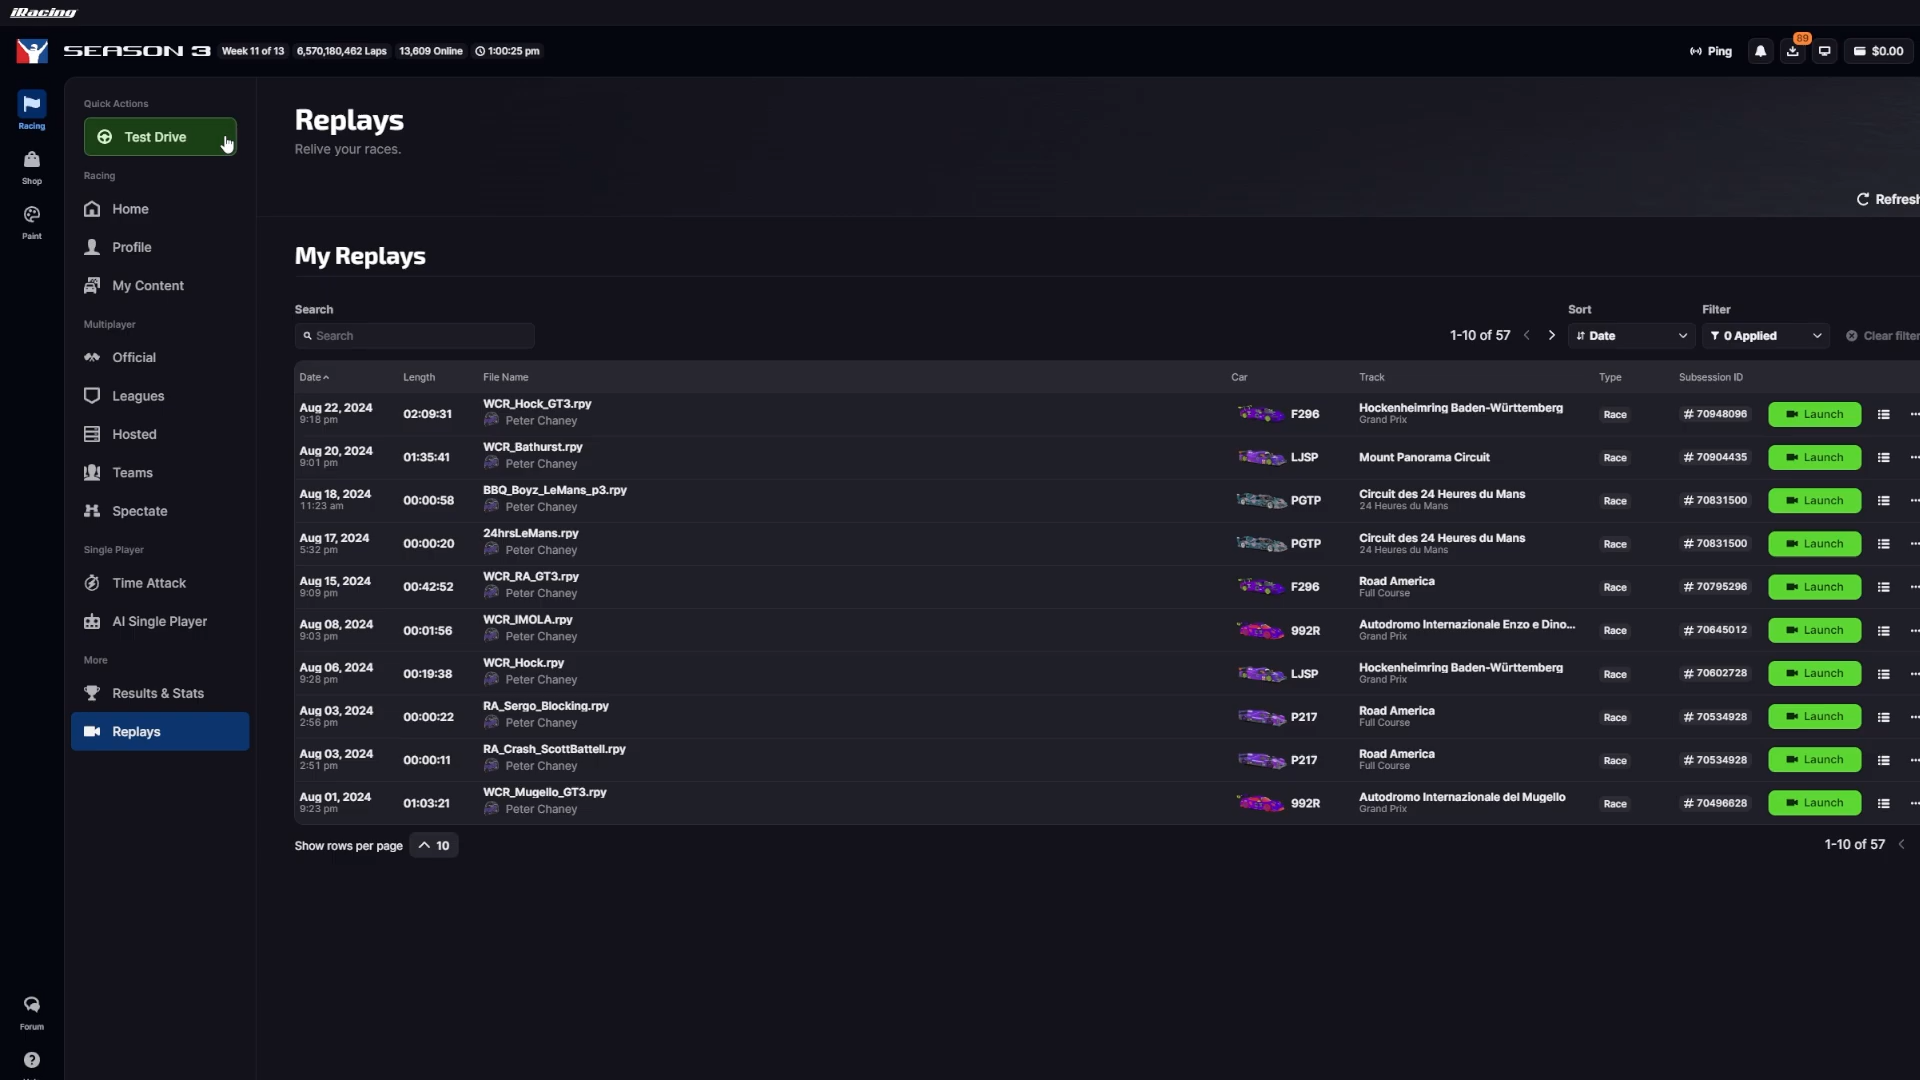 iRacing
SEASON 3
Week 11 of 13
6,570,180,462 Laps
13,609 Online
1:00:25 pm
Ping
89
$0.00
Racing
Shop
Paint
Forum
Quick Actions
Test Drive
Racing
Home
Profile
My Content
Multiplayer
Official
Leagues
Hosted
Teams
Spectate
Single Player
Time Attack
AI Single Player
More
Results & Stats
Replays
Replays
Relive your races.
Refresh
My Replays
Search
Search
1-10 of 57
Sort
Date
Filter
0 Applied
Clear filter
Date Length File Name Car Track Type Subsession ID
Aug 22, 2024 02:09:31 WCR_Hock_GT3.rpy F296 Hockenheimring Baden-Württemberg Race # 70948096 Launch
9:18 pm Peter Chaney Grand Prix
Aug 20, 2024 01:35:41 WCR_Bathurst.rpy LJSP Mount Panorama Circuit Race # 70904435 Launch
9:01 pm Peter Chaney
Aug 18, 2024 00:00:58 BBQ_Boyz_LeMans_p3.rpy PGTP Circuit des 24 Heures du Mans Race # 70831500 Launch
11:23 am Peter Chaney 24 Heures du Mans
Aug 17, 2024 00:00:20 24hrsLeMans.rpy PGTP Circuit des 24 Heures du Mans Race # 70831500 Launch
5:32 pm Peter Chaney 24 Heures du Mans
Aug 15, 2024 00:42:52 WCR_RA_GT3.rpy F296 Road America Race # 70795296 Launch
9:09 pm Peter Chaney Full Course
Aug 08, 2024 00:01:56 WCR_IMOLA.rpy 992R Autodromo Internazionale Enzo e Dino... Race # 70645012 Launch
9:03 pm Peter Chaney Grand Prix
Aug 06, 2024 00:19:38 WCR_Hock.rpy LJSP Hockenheimring Baden-Württemberg Race # 70602728 Launch
9:28 pm Peter Chaney Grand Prix
Aug 03, 2024 00:00:22 RA_Sergo_Blocking.rpy P217 Road America Race # 70534928 Launch
2:56 pm Peter Chaney Full Course
Aug 03, 2024 00:00:11 RA_Crash_ScottBattell.rpy P217 Road America Race # 70534928 Launch
2:51 pm Peter Chaney Full Course
Aug 01, 2024 01:03:21 WCR_Mugello_GT3.rpy 992R Autodromo Internazionale del Mugello Race # 70496628 Launch
9:23 pm Peter Chaney Grand Prix
Show rows per page
10
1-10 of 57